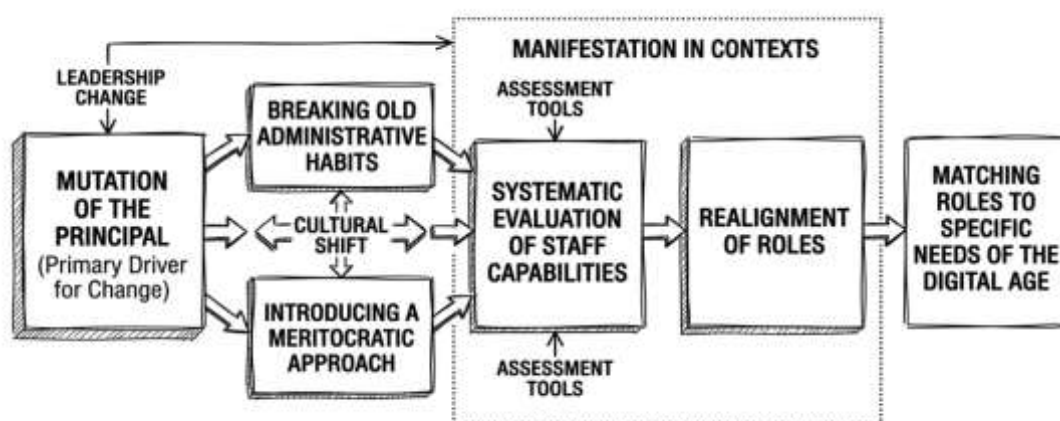 MANIFESTATION IN CONTEXTS
LEADERSHIP
CHANGE
MUTATION
OF THE
PRINCIPAL
(Primary Driver
for Change)
BREAKING OLD
ADMINISTRATIVE
HABITS
CULTURAL
SHIFT
INTRODUCING A
MERITOCRATIC
APPROACH
ASSESSMENT
TOOLS
SYSTEMATIC
EVALUATION
OF STAFF
CAPABILITIES
ASSESSMENT
TOOLS
REALIGNMENT
OF ROLES
MATCHING
ROLES TO
SPECIFIC
NEEDS OF THE
DIGITAL AGE